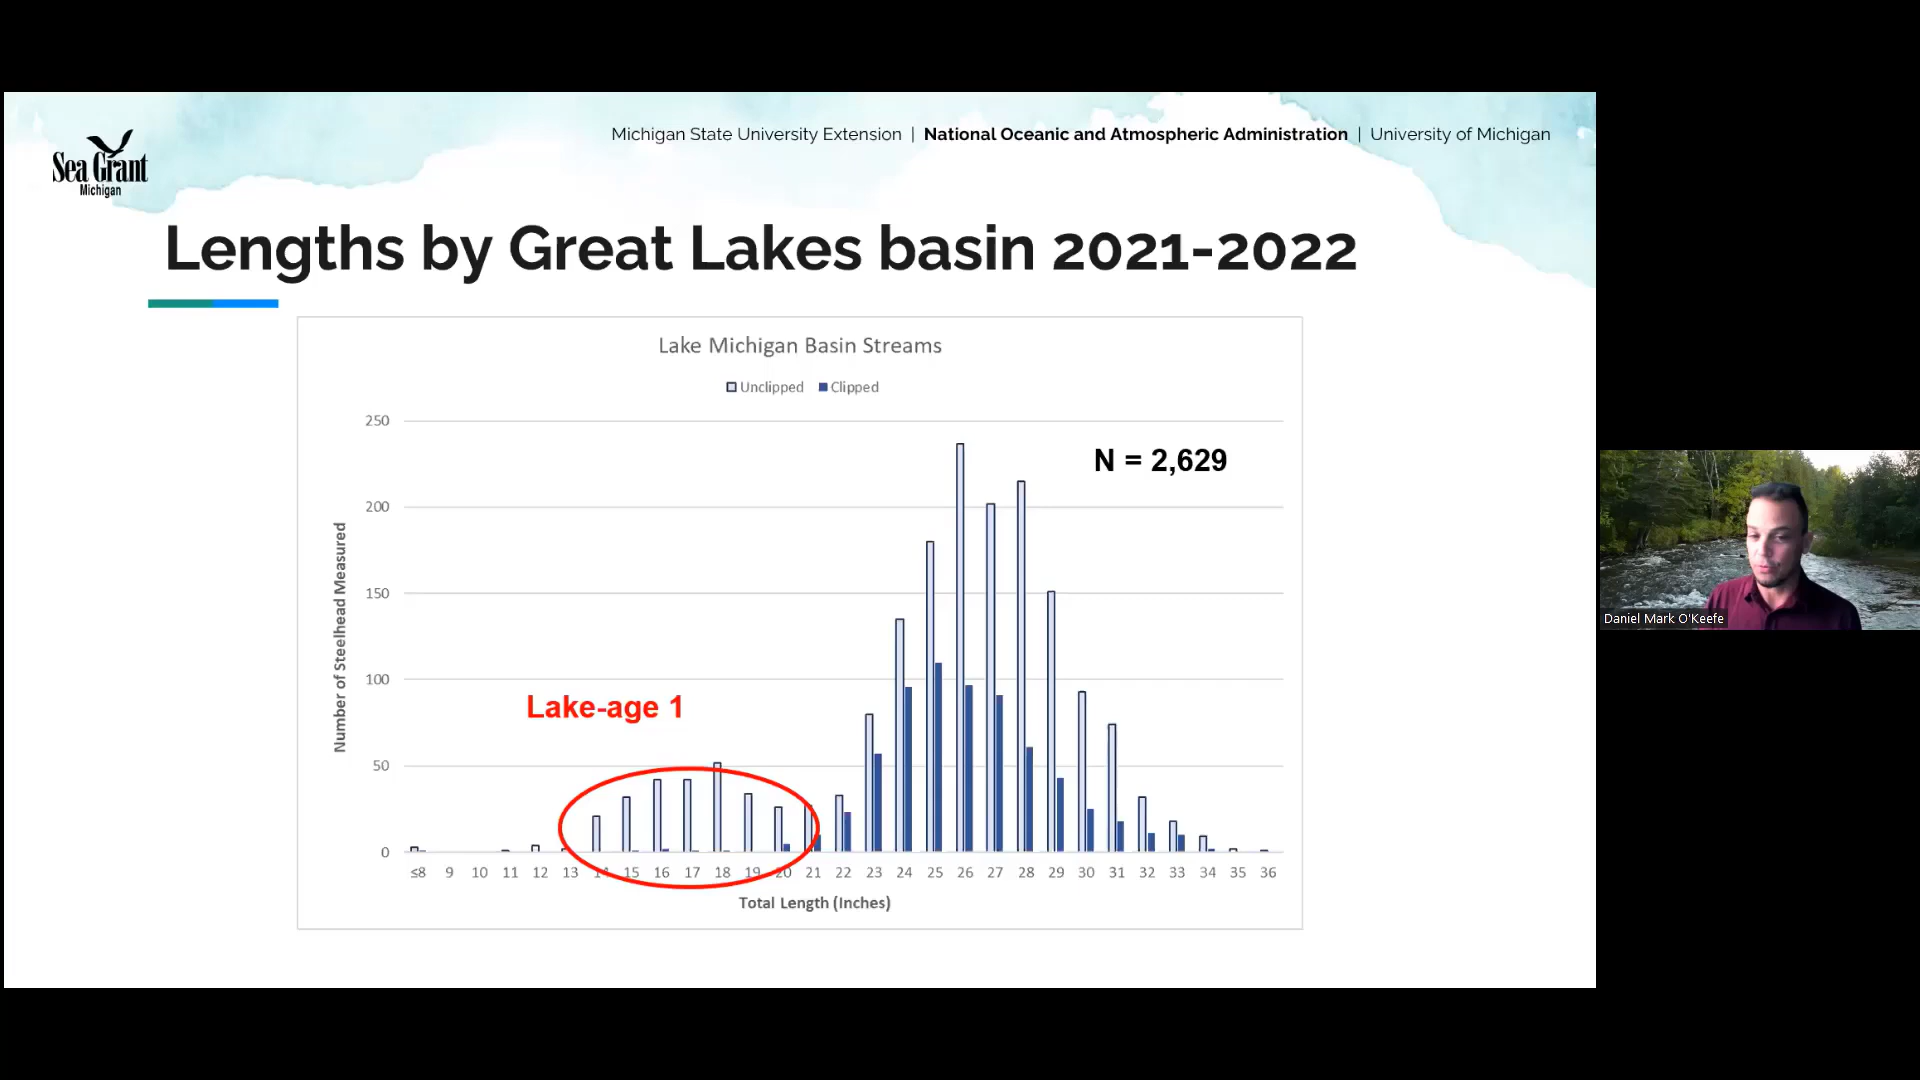 Michigan State University Extension | National Oceanic and Atmospheric Administration | University of Michigan
Sea Grant
Michigan
Lengths by Great Lakes basin 2021-2022
Lake Michigan Basin Streams
Unclipped Clipped
250
N = 2,629
200
150
100
50
0
Number of Steelhead Measured
Lake-age 1
≤8 9 10 11 12 13 14 15 16 17 18 19 20 21 22 23 24 25 26 27 28 29 30 31 32 33 34 35 36
Total Length (Inches)
Daniel Mark O'Keefe